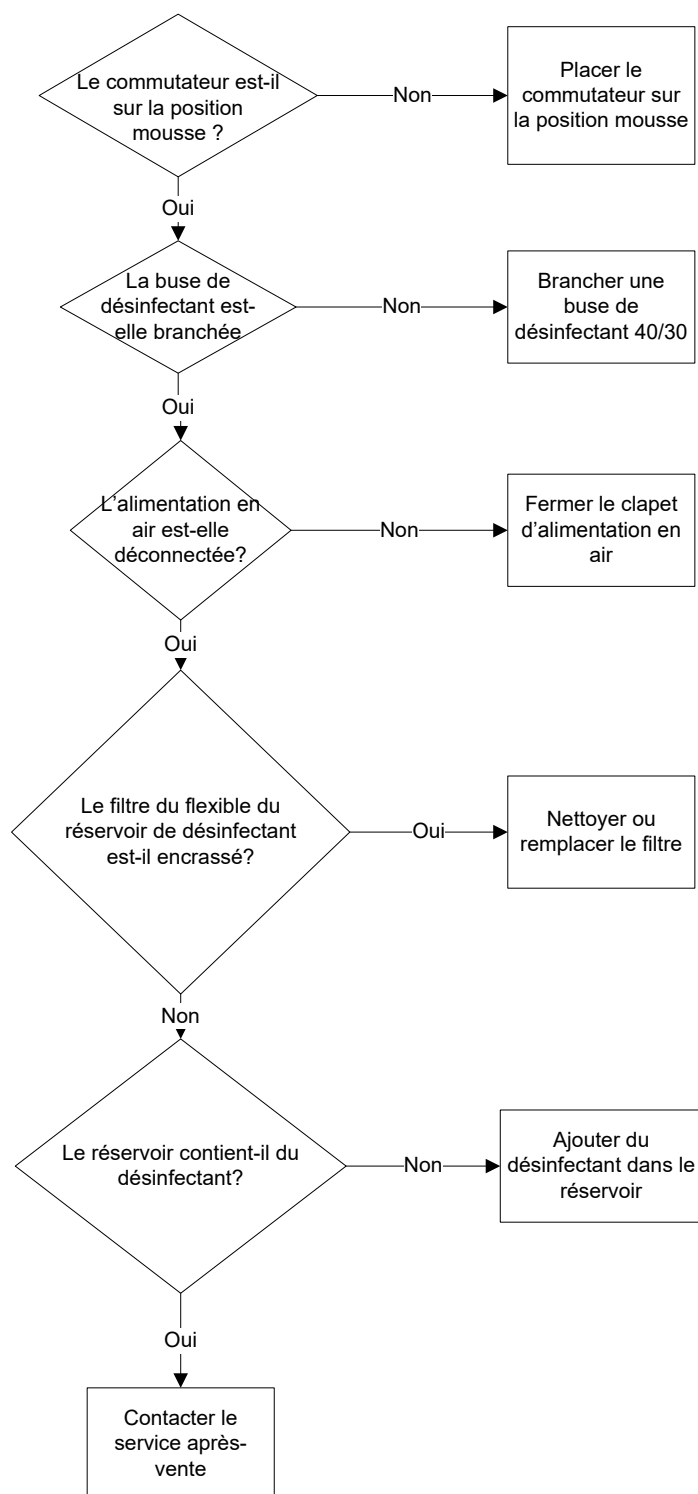 Le commutateur est-il
sur la position
mousse ?
Non
Placer le
commutateur sur
la position mousse
Oui
La buse de
désinfectant est-
elle branchée
Non
Brancher une
buse de
désinfectant 40/30
Oui
L’alimentation en
air est-elle
déconnectée?
Non
Fermer le clapet
d’alimentation en
air
Oui
Le filtre du flexible du
réservoir de désinfectant
est-il encrassé?
Oui
Nettoyer ou
remplacer le filtre
Non
Le réservoir contient-il du
désinfectant?
Non
Ajouter du
désinfectant dans le
réservoir
Oui
Contacter le
service après-
vente